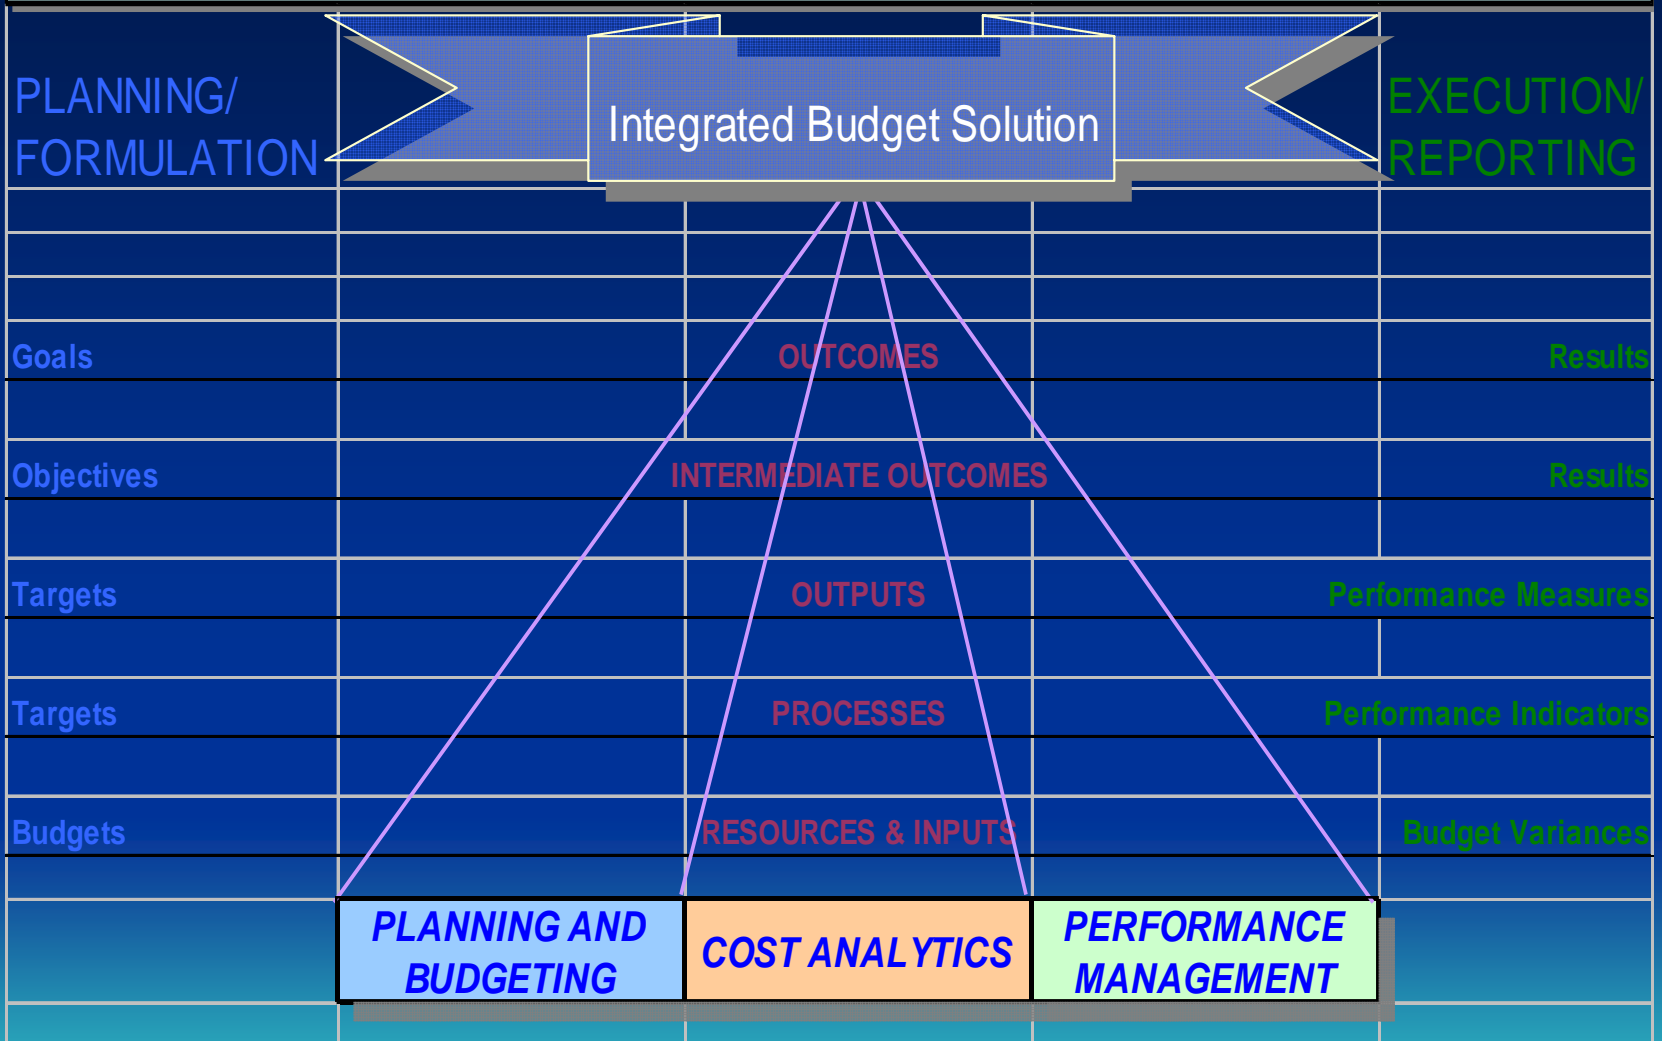 PLANNING/
FORMULATION
Integrated Budget Solution
EXECUTION/
REPORTING
Goals OUTCOMES Results
Objectives INTERMEDIATE OUTCOMES Results
Targets OUTPUTS Performance Measures
Targets PROCESSES Performance Indicators
Budgets RESOURCES & INPUTS Budget Variances
PLANNING AND
BUDGETING
COST ANALYTICS
PERFORMANCE
MANAGEMENT